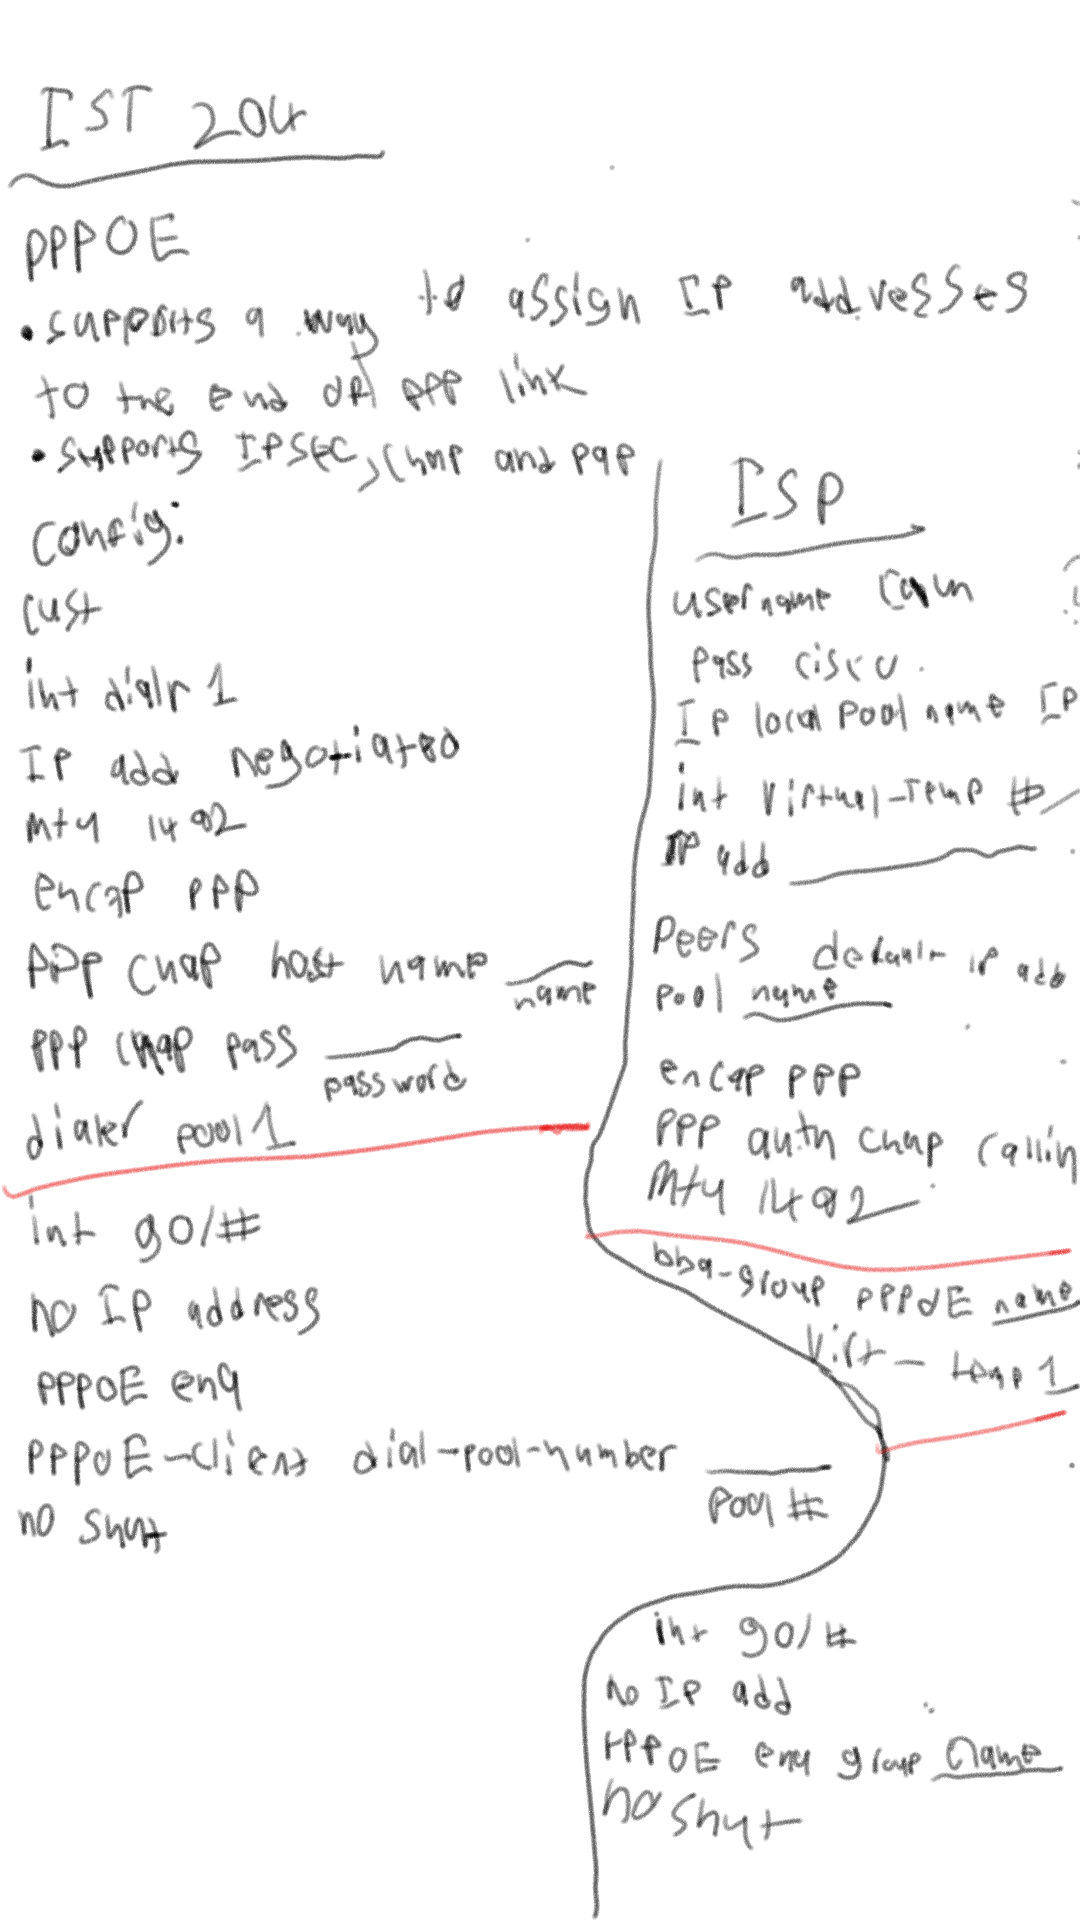 IST 204
PPPOE
• supports a way to assign IP addresses
to the end of ppp link
• supports IPSEC, Chap and pap
config:
cust
int dialr 1
IP add negotiated
mtu 1492
encap ppp
PPP chap host name name
ppp chap pass password
dialer pool 1
int g0/#
no IP address
pppoE ena
PPPoE-client dial-pool-number pool #
no shut
ISP
username
pass cisco
Ip local pool name IP
int virtual-Temp #
IP add
Peers default ip add
pool name
encap ppp
PPP auth chap callin
Mtu 1492
bba-group PPPOE name
Virt-temp 1
int g0/#
no IP add
PPPOE ena group name
no shut